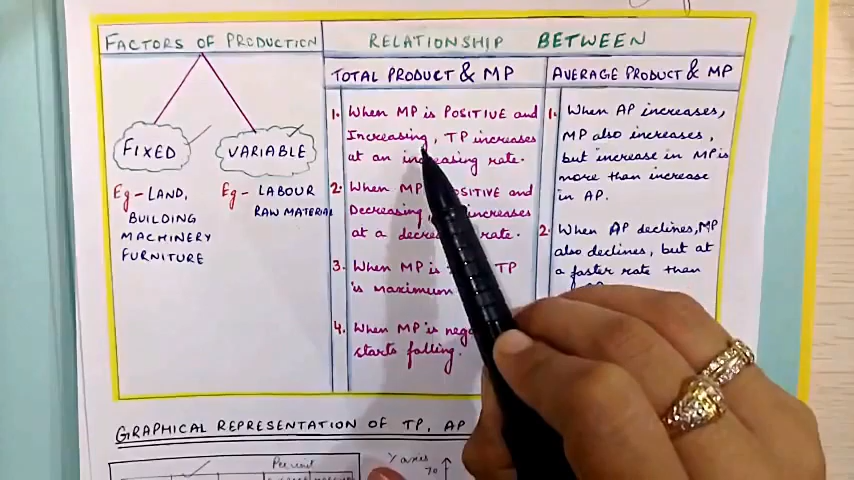 FACTORS OF PRODUCTION
RELATIONSHIP BETWEEN
TOTAL PRODUCT & MP
AVERAGE PRODUCT & MP
FIXED
VARIABLE
Eg - LAND,
BUILDING
MACHINERY
FURNITURE
Eg - LABOUR
RAW MATERIAL
1. When MP is POSITIVE and
Increasing, TP increases
at an increasing rate.
2. When MP POSITIVE and
Decreasing, increases
at a rate.
3. When MP is TP
is maximum
4. When MP is
starts falling.
1. When AP increases,
MP also increases,
but increase in MP is
more than increase
in AP.
2. When AP declines, MP
also declines, but at
a faster rate than
GRAPHICAL REPRESENTATION OF TP, AP
Per unit
Y axis